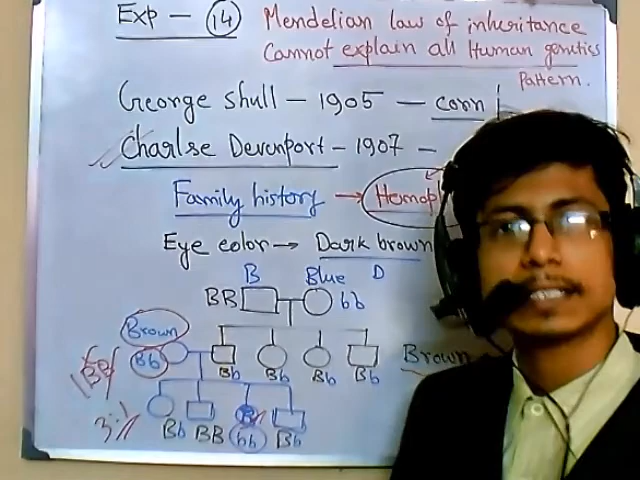 Exp — 14 Mendelian law of inheritance
Cannot explain all Human genetics
Pattern.
George Shull — 1905 — corn
Charlse Devenport — 1907 —
Family history → Hemop
Eye color → Dark brown
B Blue D
BB bb
Brown
Bb Bb Bb Bb Bb Brown
3:1 Bb BB bb Bb